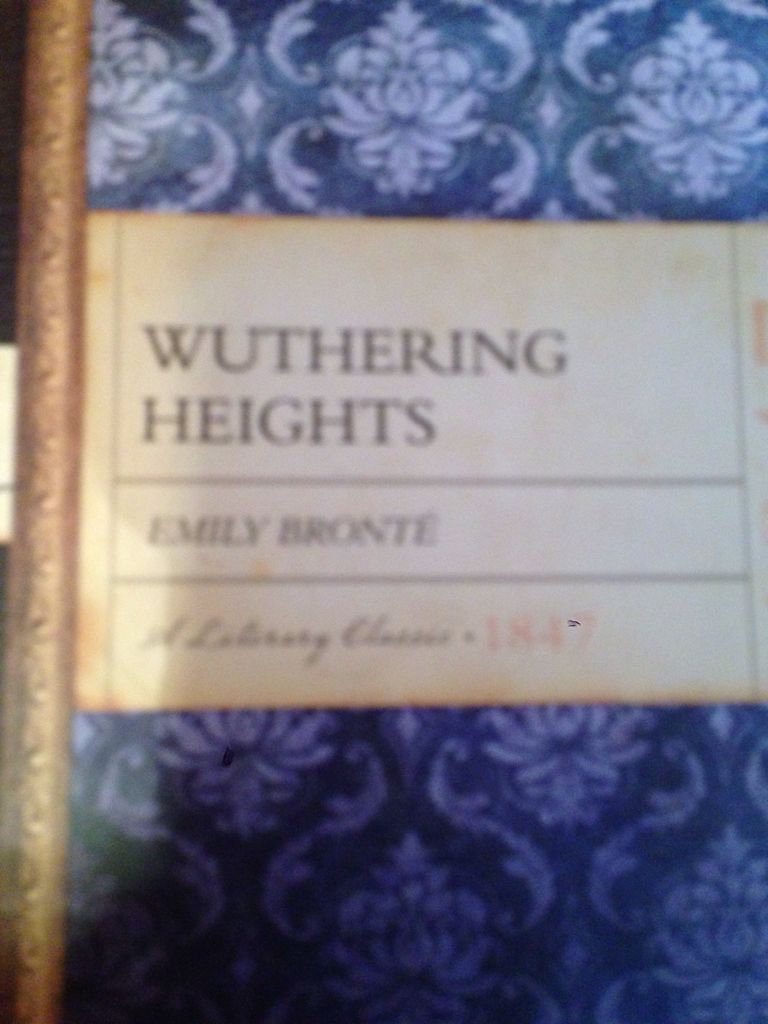 WUTHERING
HEIGHTS
EMILY BRONTË
A Literary Classic • 1847